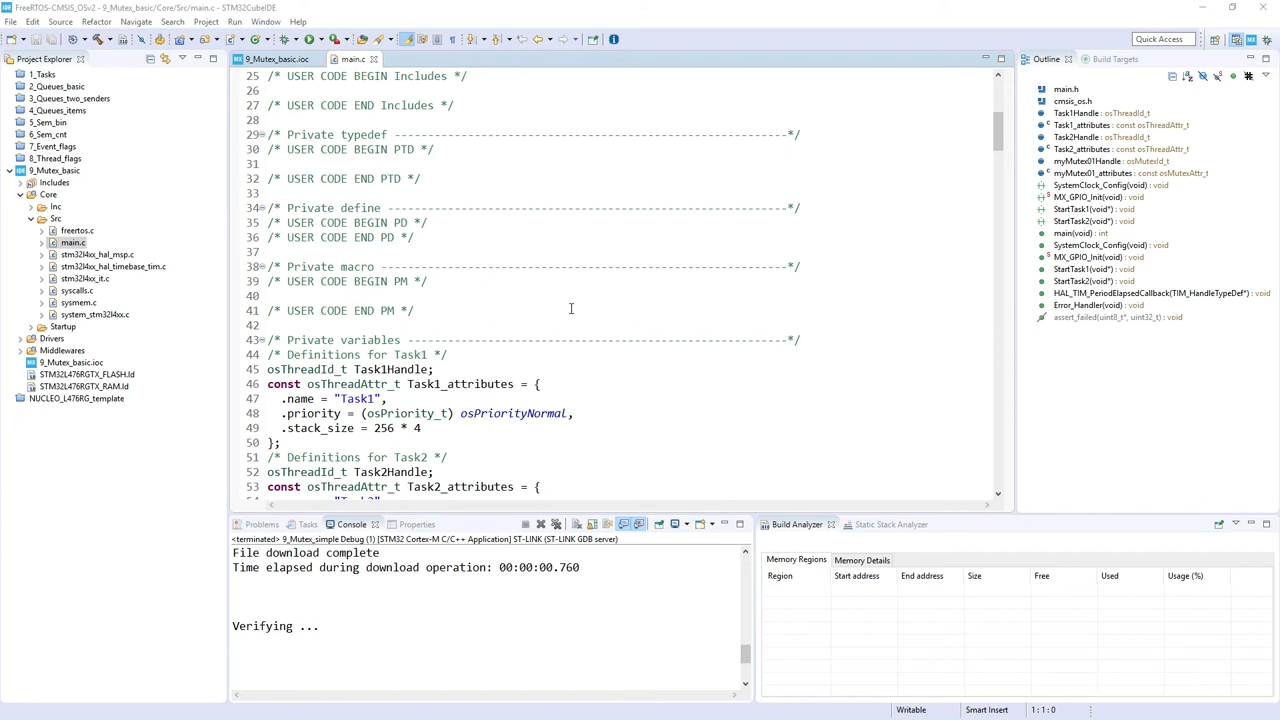 FreeRTOS-CMSIS_OSv2 - 9_Mutex_basic/Core/Src/main.c - STM32CubeIDE
File Edit Source Refactor Navigate Search Project Run Window Help
Quick Access
Project Explorer
1_Tasks
2_Queues_basic
3_Queues_two_senders
4_Queues_items
5_Sem_bin
6_Sem_cnt
7_Event_flags
8_Thread_flags
9_Mutex_basic
Includes
Core
Inc
Src
freertos.c
main.c
stm32l4xx_hal_msp.c
stm32l4xx_hal_timebase_tim.c
stm32l4xx_it.c
syscalls.c
sysmem.c
system_stm32l4xx.c
Startup
Drivers
Middlewares
9_Mutex_basic.ioc
STM32L476RGTX_FLASH.ld
STM32L476RGTX_RAM.ld
NUCLEO_L476RG_template
9_Mutex_basic.ioc main.c
25 /* USER CODE BEGIN Includes */
26
27 /* USER CODE END Includes */
28
29 /* Private typedef -----------------------------------------------------------*/
30 /* USER CODE BEGIN PTD */
31
32 /* USER CODE END PTD */
33
34 /* Private define ------------------------------------------------------------*/
35 /* USER CODE BEGIN PD */
36 /* USER CODE END PD */
37
38 /* Private macro -------------------------------------------------------------*/
39 /* USER CODE BEGIN PM */
40
41 /* USER CODE END PM */
42
43 /* Private variables ---------------------------------------------------------*/
44 /* Definitions for Task1 */
45 osThreadId_t Task1Handle;
46 const osThreadAttr_t Task1_attributes = {
47 .name = "Task1",
48 .priority = (osPriority_t) osPriorityNormal,
49 .stack_size = 256 * 4
50 };
51 /* Definitions for Task2 */
52 osThreadId_t Task2Handle;
53 const osThreadAttr_t Task2_attributes = {
Outline Build Targets
main.h
cmsis_os.h
Task1Handle : osThreadId_t
Task1_attributes : const osThreadAttr_t
Task2Handle : osThreadId_t
Task2_attributes : const osThreadAttr_t
myMutex01Handle : osMutexId_t
myMutex01_attributes : const osMutexAttr_t
SystemClock_Config(void) : void
MX_GPIO_Init(void) : void
StartTask1(void*) : void
StartTask2(void*) : void
main(void) : int
SystemClock_Config(void) : void
MX_GPIO_Init(void) : void
StartTask1(void*) : void
StartTask2(void*) : void
HAL_TIM_PeriodElapsedCallback(TIM_HandleTypeDef*) : void
Error_Handler(void) : void
assert_failed(uint8_t*, uint32_t) : void
Problems Tasks Console Properties
<terminated> 9_Mutex_simple Debug (1) [STM32 Cortex-M C/C++ Application] ST-LINK (ST-LINK GDB server)
File download complete
Time elapsed during download operation: 00:00:00.760
Verifying ...
Build Analyzer Static Stack Analyzer
Memory Regions Memory Details
Region Start address End address Size Free Used Usage (%)
Writable Smart Insert 1 : 1 : 0